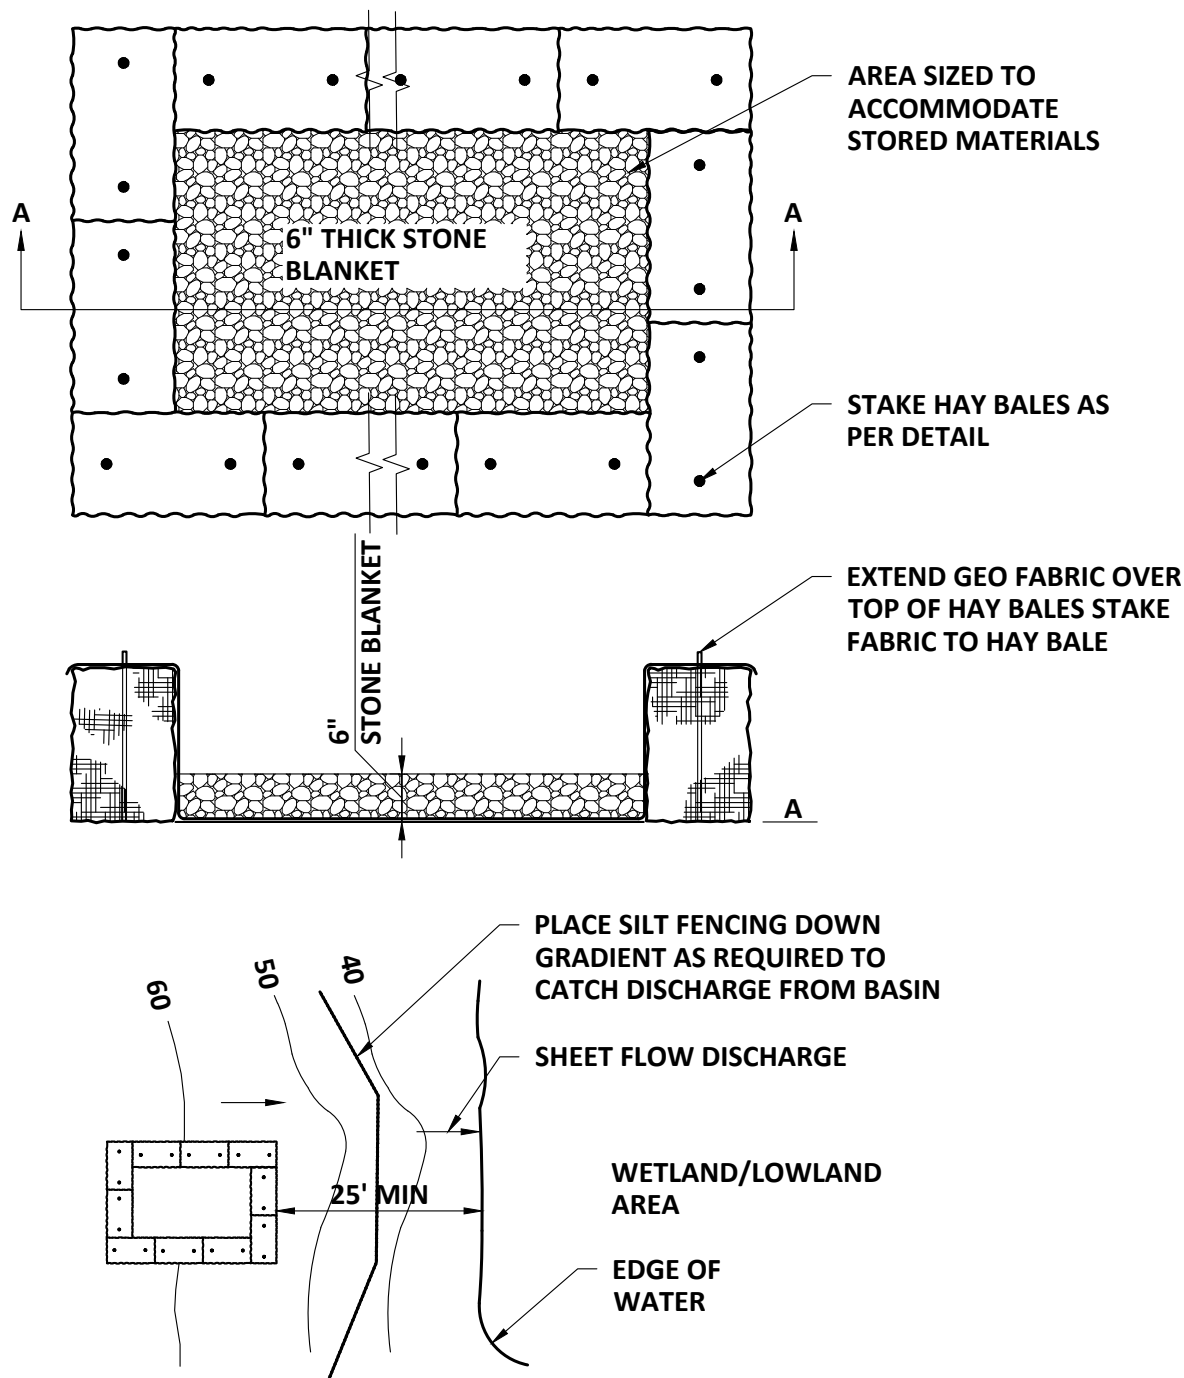 AREA SIZED TO
ACCOMMODATE
STORED MATERIALS
A
A
6" THICK STONE
BLANKET
STAKE HAY BALES AS
PER DETAIL
6"
STONE BLANKET
EXTEND GEO FABRIC OVER
TOP OF HAY BALES STAKE
FABRIC TO HAY BALE
A
PLACE SILT FENCING DOWN
GRADIENT AS REQUIRED TO
CATCH DISCHARGE FROM BASIN
60
50
40
SHEET FLOW DISCHARGE
WETLAND/LOWLAND
AREA
25' MIN
EDGE OF
WATER